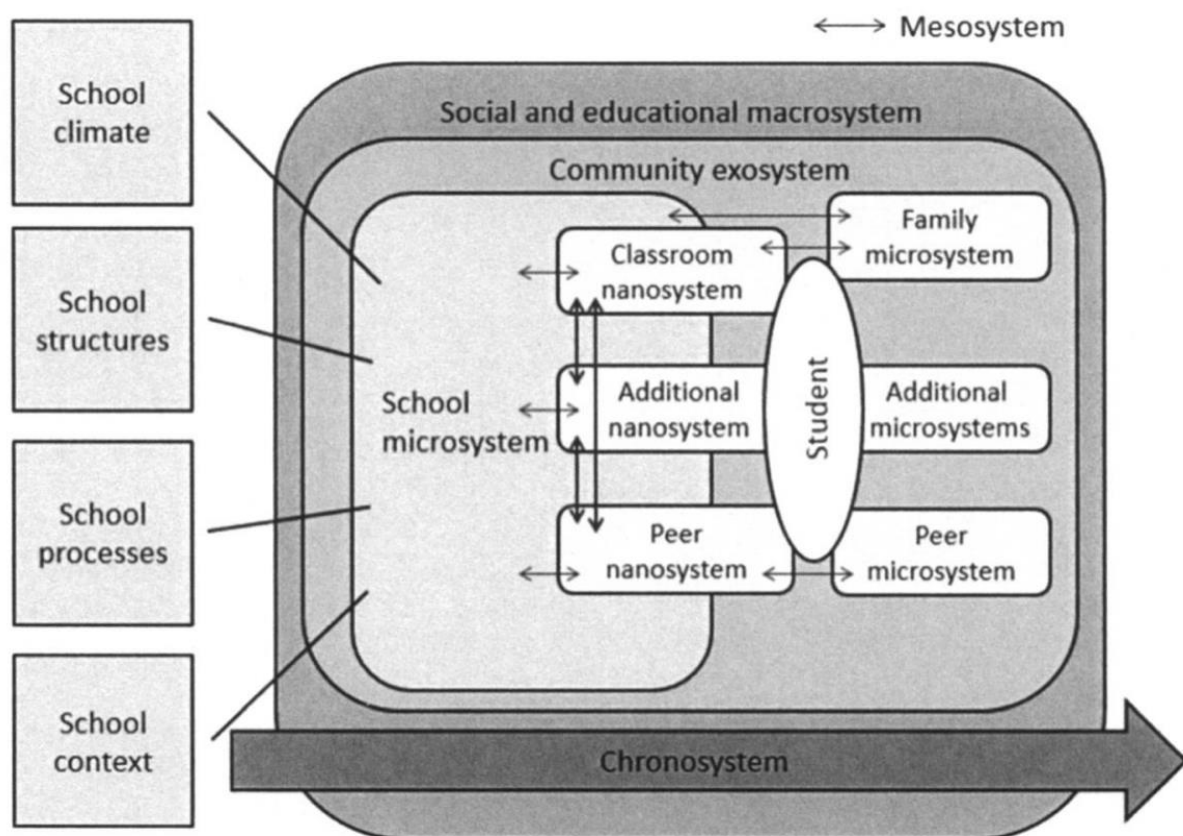 Mesosystem
School
climate
School
structures
School
processes
School
context
Social and educational macrosystem
Community exosystem
School
microsystem
Classroom
nanosystem
Family
microsystem
Additional
nanosystem
Student
Additional
microsystems
Peer
nanosystem
Peer
microsystem
Chronosystem